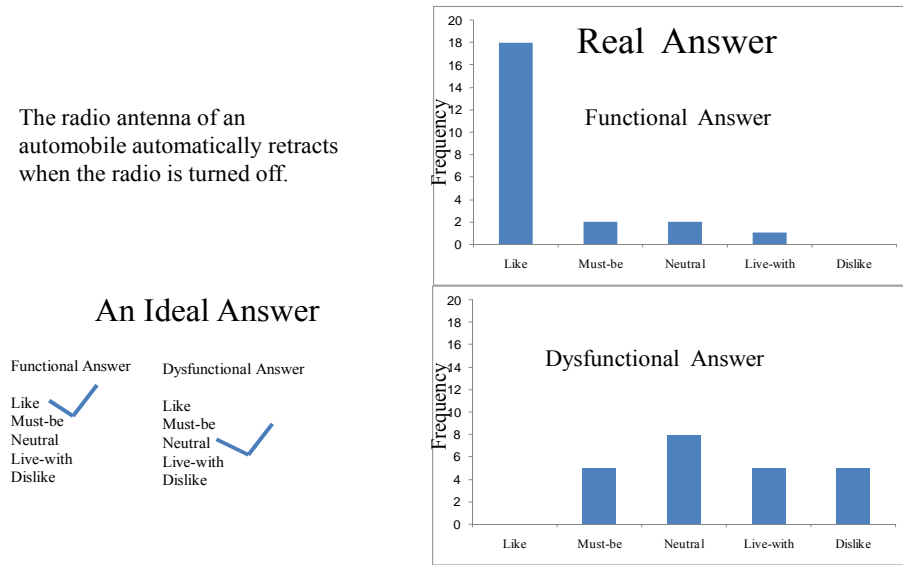 The radio antenna of an
automobile automatically retracts
when the radio is turned off.
An Ideal Answer
Functional Answer
Like
Must-be
Neutral
Live-with
Dislike
Dysfunctional Answer
Like
Must-be
Neutral
Live-with
Dislike
Real Answer
Functional Answer
Frequency
20
18
16
14
12
10
8
6
4
2
0
Like Must-be Neutral Live-with Dislike
Dysfunctional Answer
Frequency
20
18
16
14
12
10
8
6
4
2
0
Like Must-be Neutral Live-with Dislike